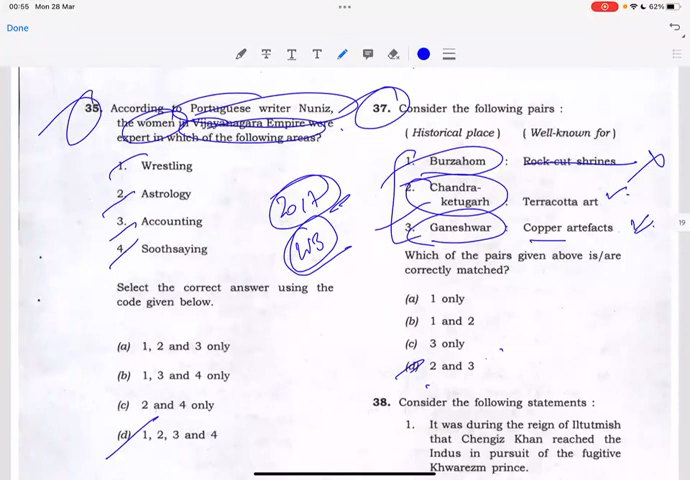 00:55 Mon 28 Mar
62%
Done
35. According to Portuguese writer Nuniz,
the women in Vijayanagara Empire were
expert in which of the following areas?
1. Wrestling
2. Astrology
3. Accounting
4. Soothsaying
2017
Select the correct answer using the
code given below.
(a) 1, 2 and 3 only
(b) 1, 3 and 4 only
(c) 2 and 4 only
(d) 1, 2, 3 and 4
37. Consider the following pairs :
( Historical place ) ( Well-known for )
1. Burzahom : Rock-cut shrines
2. Chandra-
ketugarh : Terracotta art
3. Ganeshwar : Copper artefacts
Which of the pairs given above is/are
correctly matched?
(a) 1 only
(b) 1 and 2
(c) 3 only
(d) 2 and 3
38. Consider the following statements :
1. It was during the reign of Iltutmish
that Chengiz Khan reached the
Indus in pursuit of the fugitive
Khwarezm prince.
19